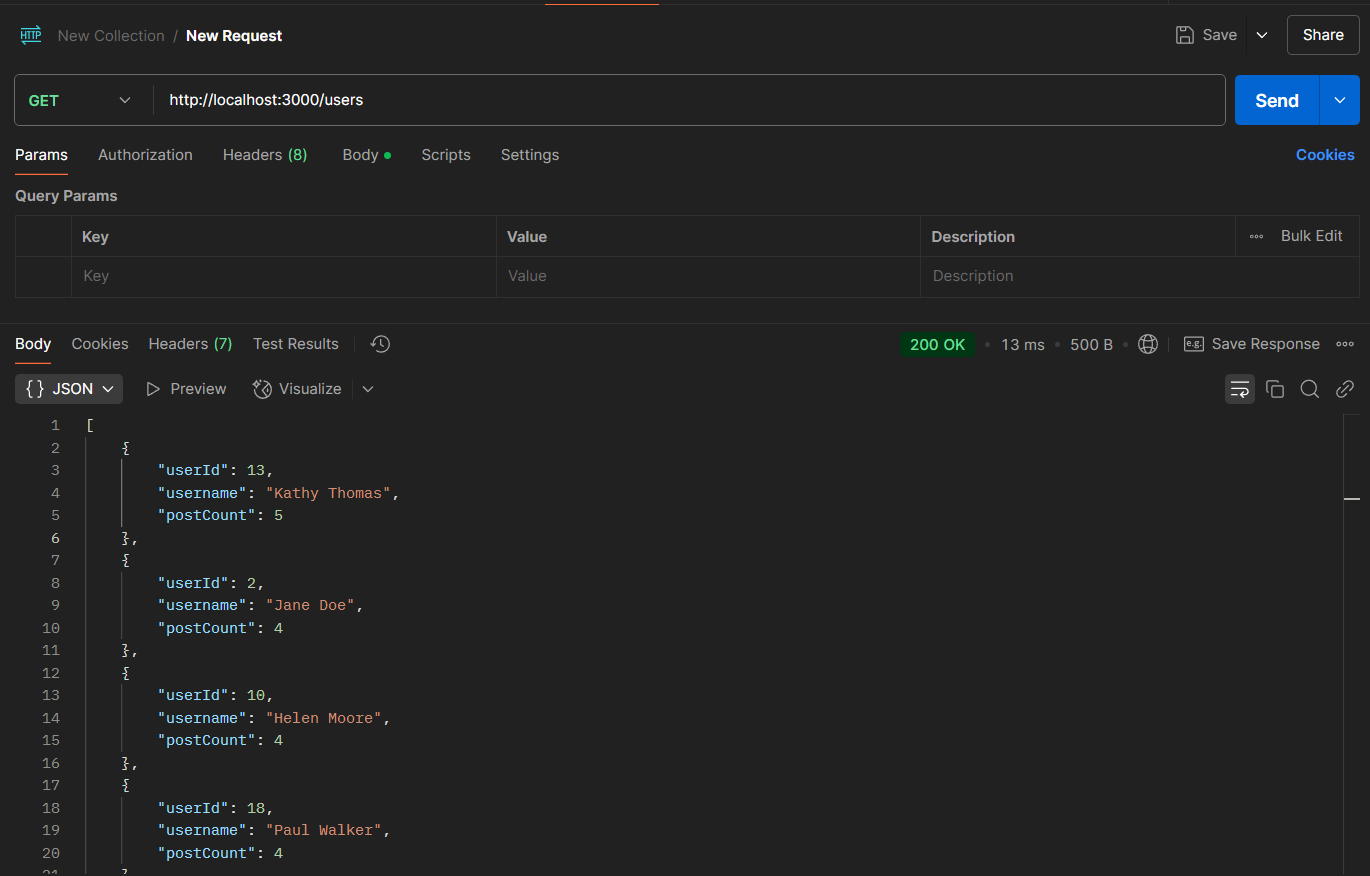 HTTP New Collection / New Request Save Share
GET http://localhost:3000/users Send
Params Authorization Headers (8) Body Scripts Settings Cookies
Query Params
Key Value Description Bulk Edit
Key Value Description
Body Cookies Headers (7) Test Results 200 OK 13 ms 500 B e.g. Save Response
{} JSON Preview Visualize
1 [
2 {
3 "userId": 13,
4 "username": "Kathy Thomas",
5 "postCount": 5
6 },
7 {
8 "userId": 2,
9 "username": "Jane Doe",
10 "postCount": 4
11 },
12 {
13 "userId": 10,
14 "username": "Helen Moore",
15 "postCount": 4
16 },
17 {
18 "userId": 18,
19 "username": "Paul Walker",
20 "postCount": 4